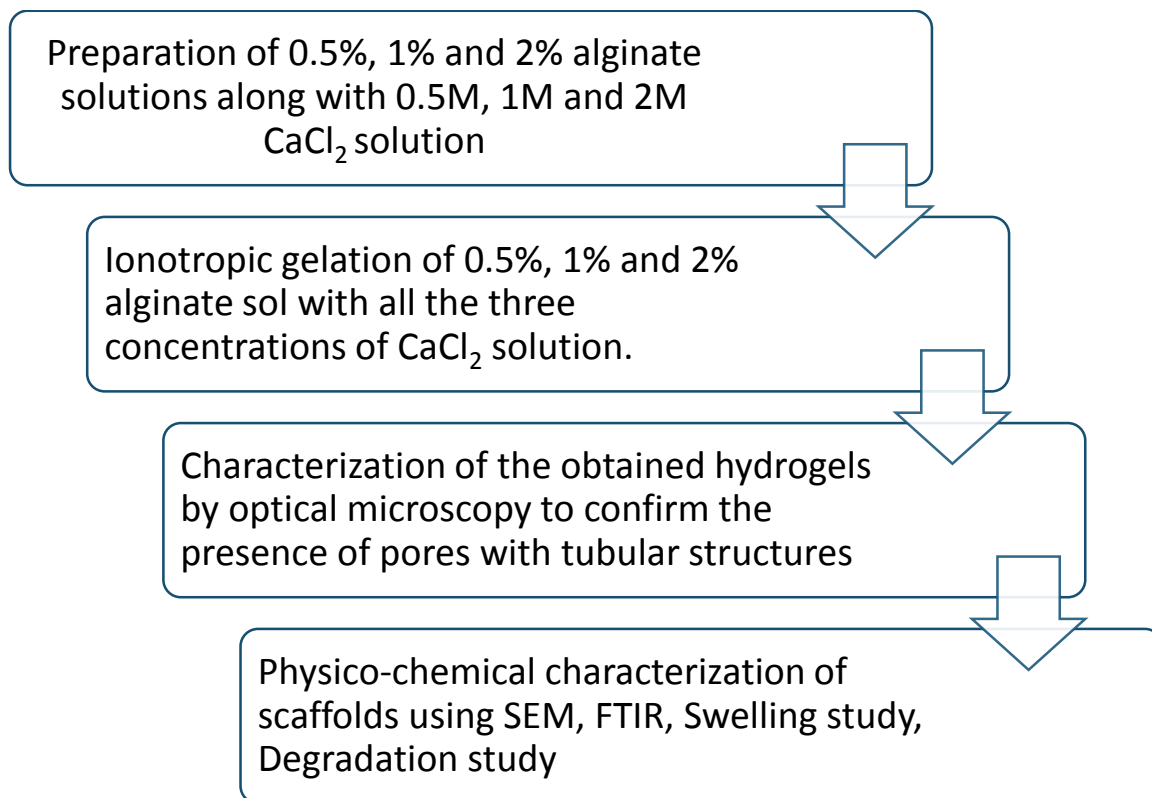 Preparation of 0.5%, 1% and 2% alginate
solutions along with 0.5M, 1M and 2M
CaCl₂ solution
Ionotropic gelation of 0.5%, 1% and 2%
alginate sol with all the three
concentrations of CaCl₂ solution.
Characterization of the obtained hydrogels
by optical microscopy to confirm the
presence of pores with tubular structures
Physico-chemical characterization of
scaffolds using SEM, FTIR, Swelling study,
Degradation study